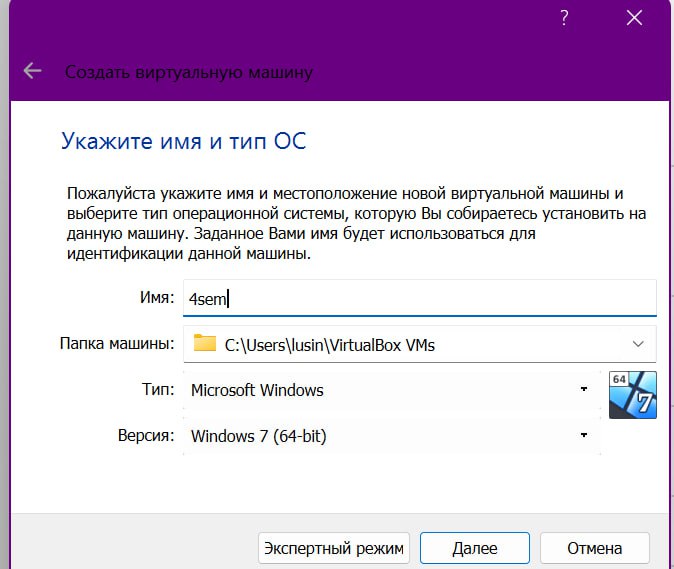 ?
Создать виртуальную машину
Укажите имя и тип ОС
Пожалуйста укажите имя и местоположение новой виртуальной машины и
выберите тип операционной системы, которую Вы собираетесь установить на
данную машину. Заданное Вами имя будет использоваться для
идентификации данной машины.
Имя: 4sem
Папка машины: C:\Users\lusin\VirtualBox VMs
Тип: Microsoft Windows
64
7
Версия: Windows 7 (64-bit)
Экспертный режим Далее Отмена